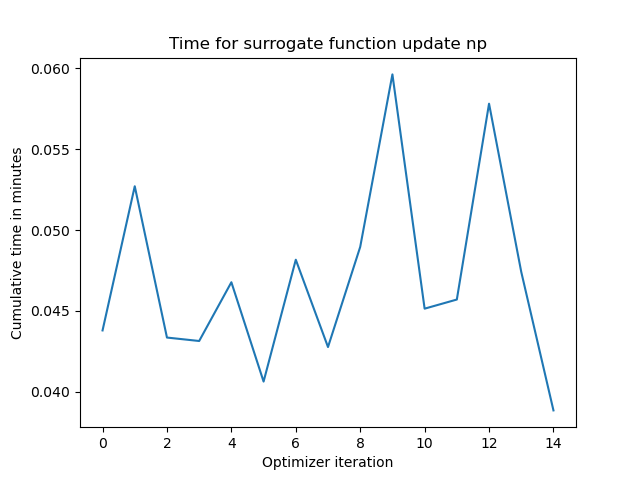 Time for surrogate function update np
0.060
0.055
0.050
0.045
0.040
Cumulative time in minutes
0 2 4 6 8 10 12 14
Optimizer iteration